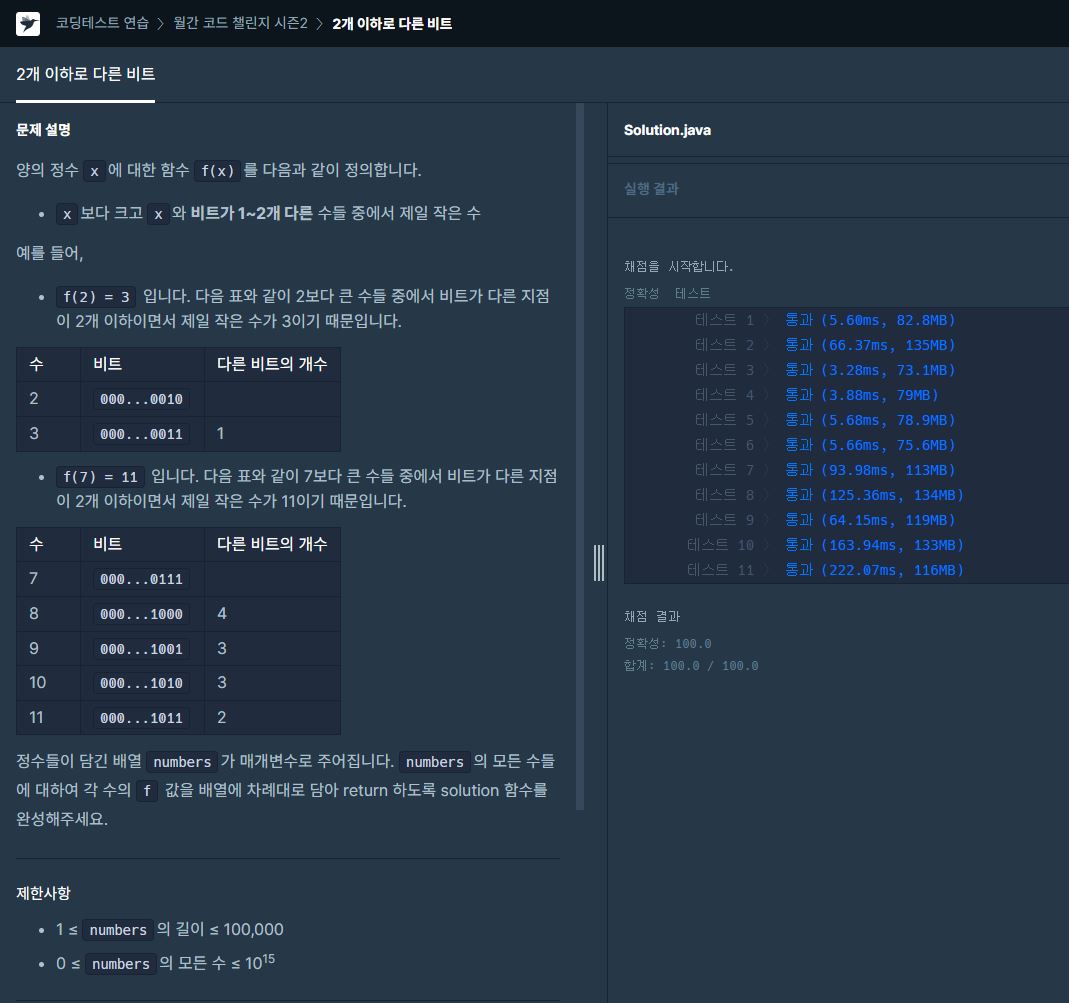 코딩테스트 연습 > 월간 코드 챌린지 시즌2 > 2개 이하로 다른 비트
2개 이하로 다른 비트
문제 설명
양의 정수 x 에 대한 함수 f(x) 를 다음과 같이 정의합니다.
• x 보다 크고 x 와 비트가 1~2개 다른 수들 중에서 제일 작은 수
예를 들어,
• f(2) = 3 입니다. 다음 표와 같이 2보다 큰 수들 중에서 비트가 다른 지점
이 2개 이하이면서 제일 작은 수가 3이기 때문입니다.
수 비트 다른 비트의 개수
2 000...0010
3 000...0011 1
• f(7) = 11 입니다. 다음 표와 같이 7보다 큰 수들 중에서 비트가 다른 지점
이 2개 이하이면서 제일 작은 수가 11이기 때문입니다.
수 비트 다른 비트의 개수
7 000...0111
8 000...1000 4
9 000...1001 3
10 000...1010 3
11 000...1011 2
정수들이 담긴 배열 numbers 가 매개변수로 주어집니다. numbers 의 모든 수들
에 대하여 각 수의 f 값을 배열에 차례대로 담아 return 하도록 solution 함수를
완성해주세요.
제한사항
• 1 ≤ numbers 의 길이 ≤ 100,000
• 0 ≤ numbers 의 모든 수 ≤ 10¹⁵
Solution.java
실행 결과
채점을 시작합니다.
정확성 테스트
테스트 1 > 통과 (5.60ms, 82.8MB)
테스트 2 > 통과 (66.37ms, 135MB)
테스트 3 > 통과 (3.28ms, 73.1MB)
테스트 4 > 통과 (3.88ms, 79MB)
테스트 5 > 통과 (5.68ms, 78.9MB)
테스트 6 > 통과 (5.66ms, 75.6MB)
테스트 7 > 통과 (93.98ms, 113MB)
테스트 8 > 통과 (125.36ms, 134MB)
테스트 9 > 통과 (64.15ms, 119MB)
테스트 10 > 통과 (163.94ms, 133MB)
테스트 11 > 통과 (222.07ms, 116MB)
채점 결과
정확성: 100.0
합계: 100.0 / 100.0